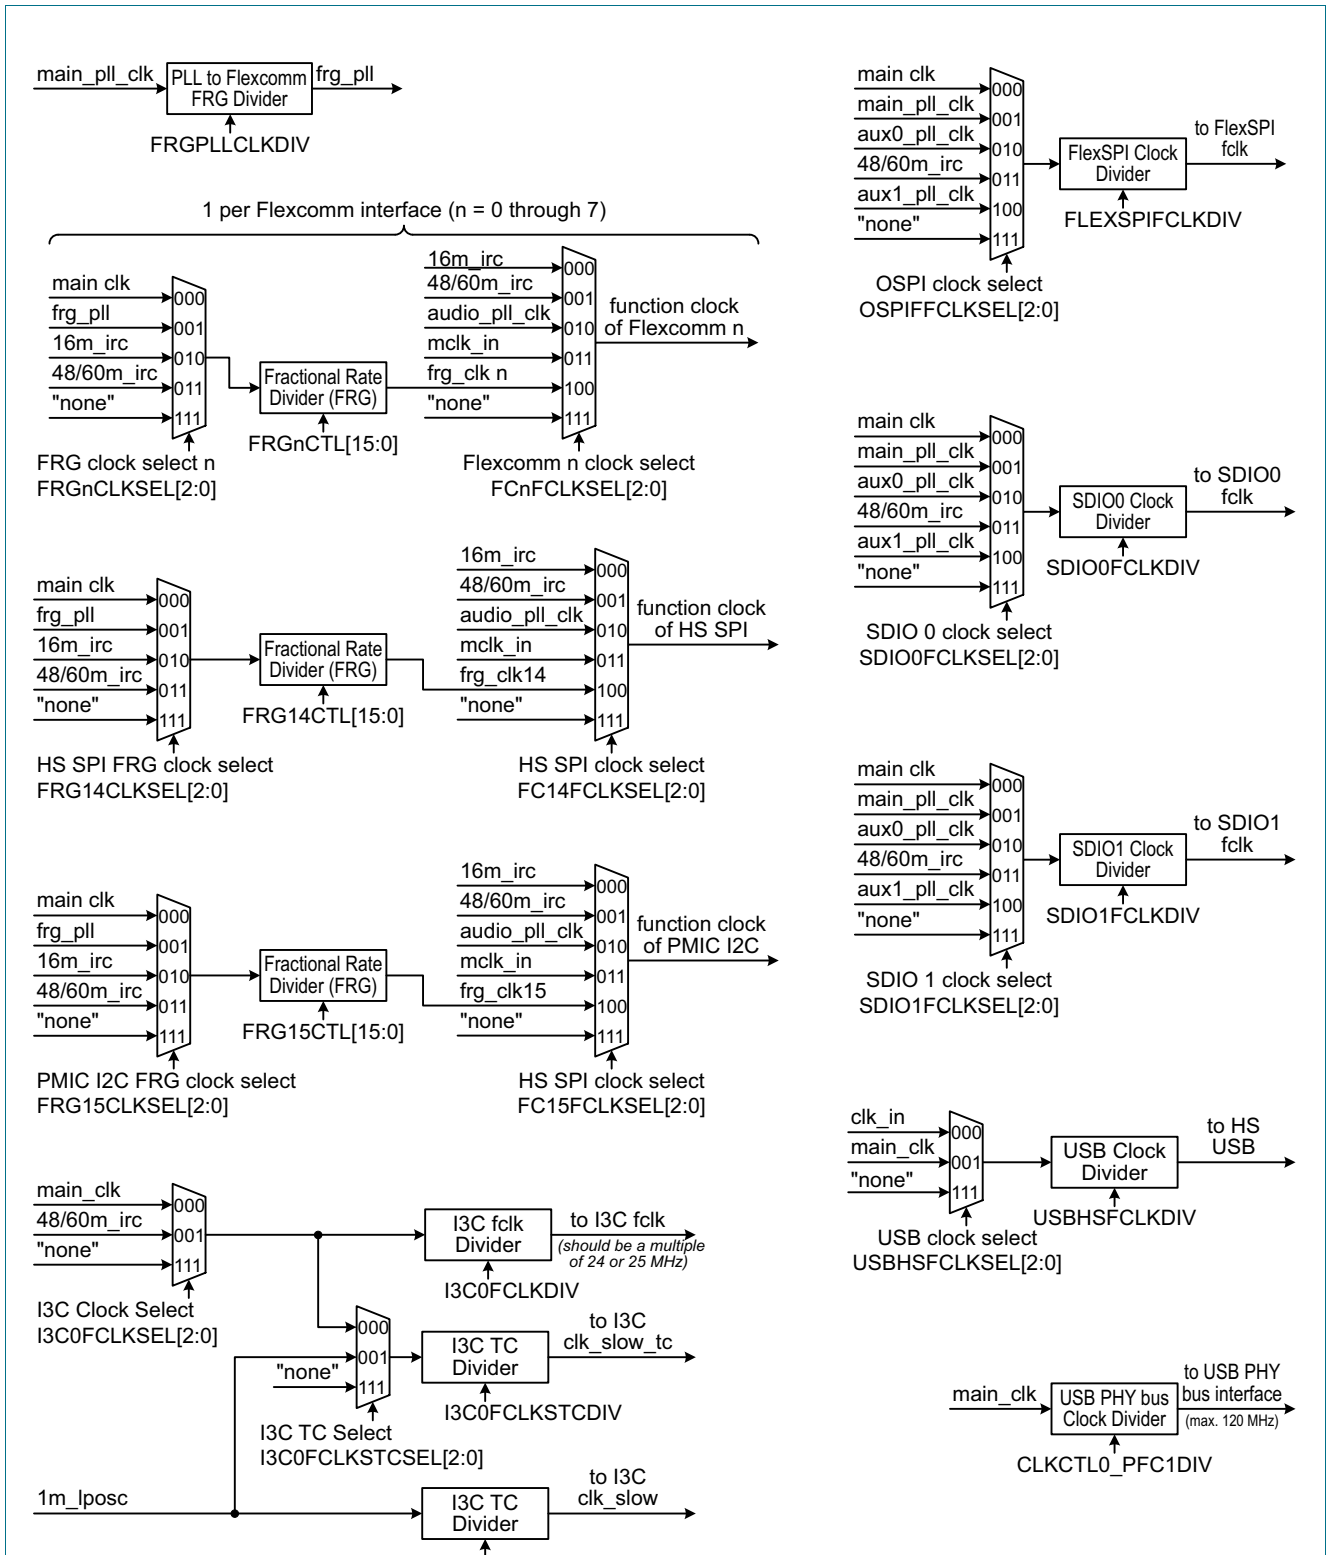 main_pll_clk
PLL to Flexcomm
FRG Divider
frg_pll
FRGPLLCLKDIV
1 per Flexcomm interface (n = 0 through 7)
main clk
000
frg_pll
001
16m_irc
010
48/60m_irc
011
"none"
111
FRG clock select n
FRGnCLKSEL[2:0]
Fractional Rate
Divider (FRG)
FRGnCTL[15:0]
16m_irc
000
48/60m_irc
001
audio_pll_clk
010
mclk_in
011
frg_clk n
100
"none"
111
Flexcomm n clock select
FCnFCLKSEL[2:0]
function clock
of Flexcomm n
main clk
000
frg_pll
001
16m_irc
010
48/60m_irc
011
"none"
111
HS SPI FRG clock select
FRG14CLKSEL[2:0]
Fractional Rate
Divider (FRG)
FRG14CTL[15:0]
16m_irc
000
48/60m_irc
001
audio_pll_clk
010
mclk_in
011
frg_clk14
100
"none"
111
HS SPI clock select
FC14FCLKSEL[2:0]
function clock
of HS SPI
main clk
000
frg_pll
001
16m_irc
010
48/60m_irc
011
"none"
111
PMIC I2C FRG clock select
FRG15CLKSEL[2:0]
Fractional Rate
Divider (FRG)
FRG15CTL[15:0]
16m_irc
000
48/60m_irc
001
audio_pll_clk
010
mclk_in
011
frg_clk15
100
"none"
111
HS SPI clock select
FC15FCLKSEL[2:0]
function clock
of PMIC I2C
main_clk
000
48/60m_irc
001
"none"
111
I3C Clock Select
I3C0FCLKSEL[2:0]
I3C fclk
Divider
I3C0FCLKDIV
to I3C fclk
(should be a multiple
of 24 or 25 MHz)
000
001
"none"
111
I3C TC Select
I3C0FCLKSTCSEL[2:0]
I3C TC
Divider
I3C0FCLKSTCDIV
to I3C
clk_slow_tc
1m_lposc
I3C TC
Divider
to I3C
clk_slow
main clk
000
main_pll_clk
001
aux0_pll_clk
010
48/60m_irc
011
aux1_pll_clk
100
"none"
111
OSPI clock select
OSPIFFCLKSEL[2:0]
FlexSPI Clock
Divider
FLEXSPIFCLKDIV
to FlexSPI
fclk
main clk
000
main_pll_clk
001
aux0_pll_clk
010
48/60m_irc
011
aux1_pll_clk
100
"none"
111
SDIO 0 clock select
SDIO0FCLKSEL[2:0]
SDIO0 Clock
Divider
SDIO0FCLKDIV
to SDIO0
fclk
main clk
000
main_pll_clk
001
aux0_pll_clk
010
48/60m_irc
011
aux1_pll_clk
100
"none"
111
SDIO 1 clock select
SDIO1FCLKSEL[2:0]
SDIO1 Clock
Divider
SDIO1FCLKDIV
to SDIO1
fclk
clk_in
000
main_clk
001
"none"
111
USB clock select
USBHSFCLKSEL[2:0]
USB Clock
Divider
USBHSFCLKDIV
to HS
USB
main_clk
USB PHY bus
Clock Divider
CLKCTL0_PFC1DIV
to USB PHY
bus interface
(max. 120 MHz)